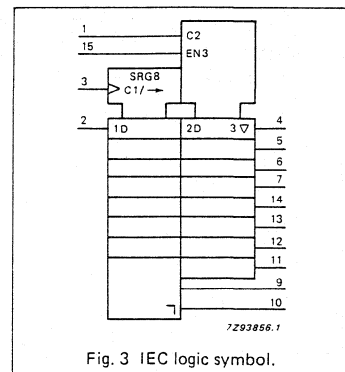 1
C2
15
EN3
SRG8
3
C1/ →
2
1D
2D
3 ▽
4
5
6
7
14
13
12
11
9
10
¬
7Z93856.1
Fig. 3 IEC logic symbol.